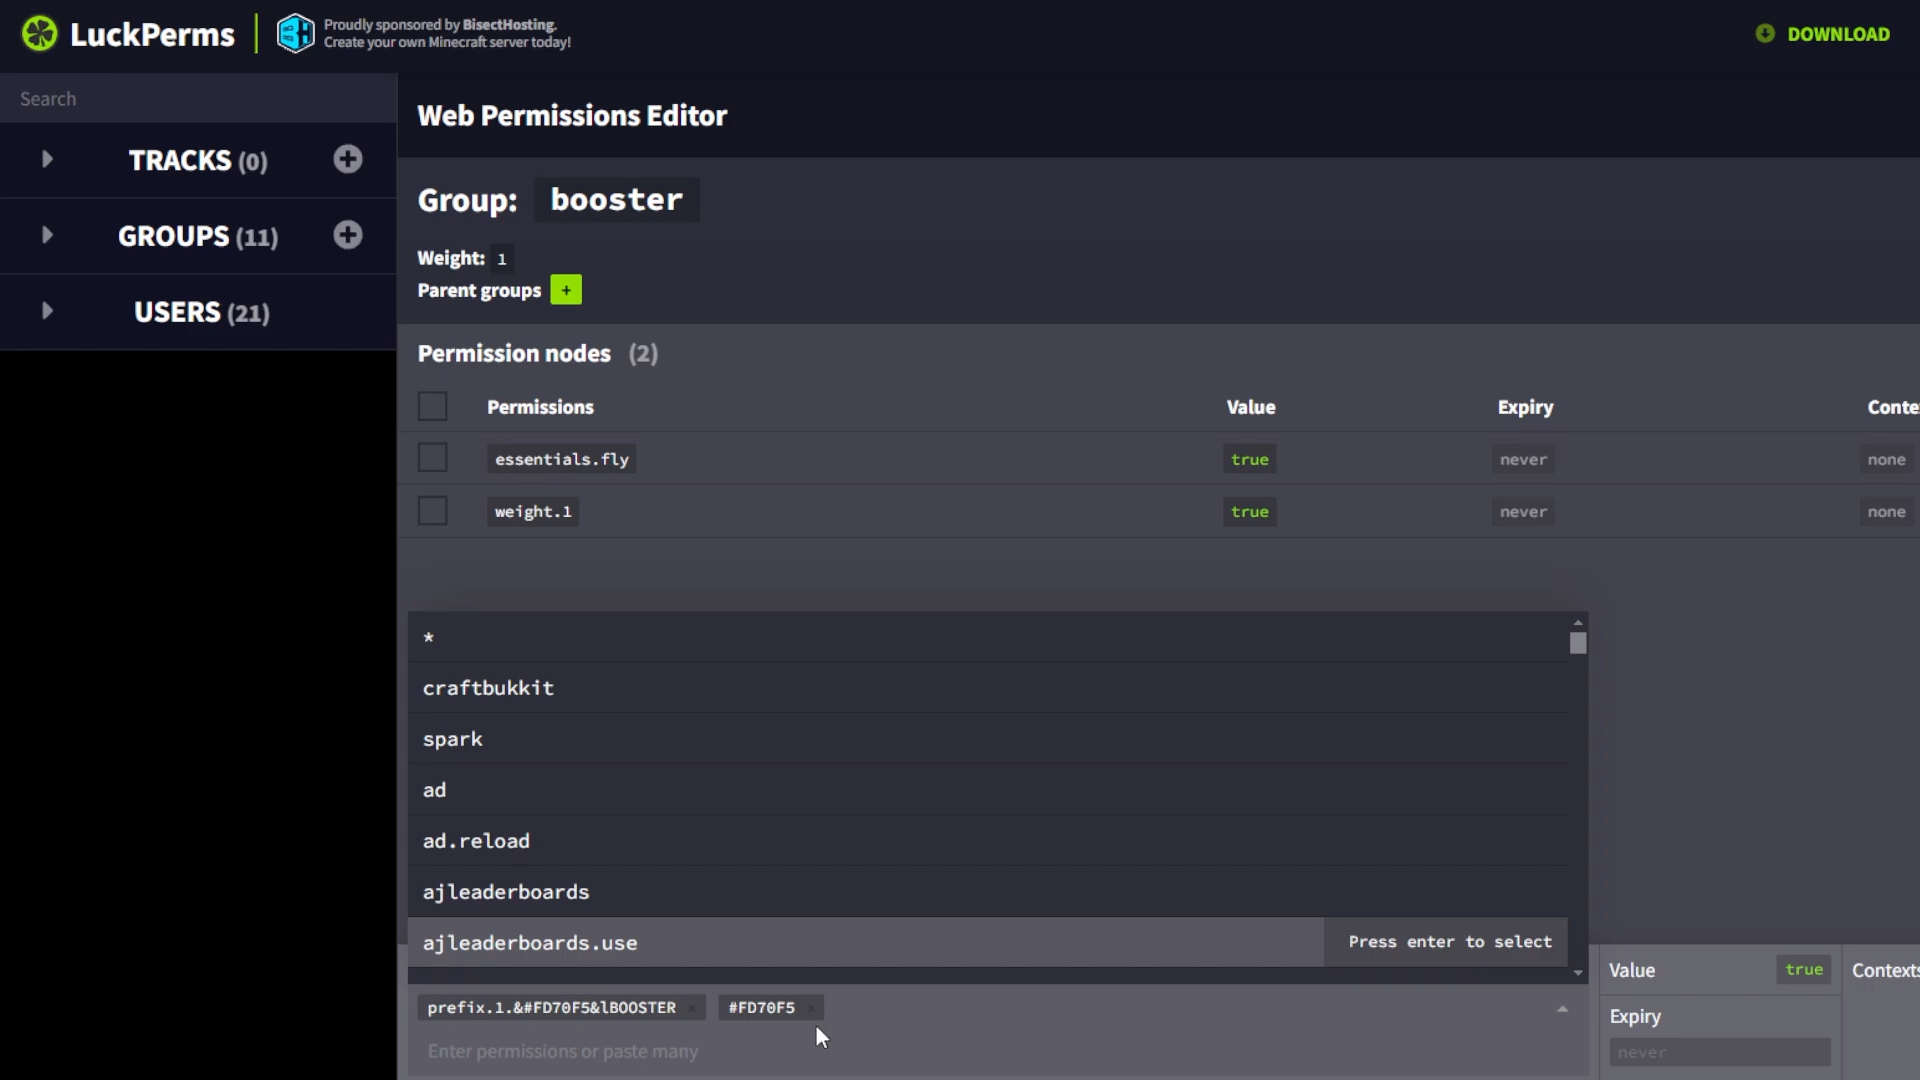 LuckPerms
Proudly sponsored by BisectHosting.
Create your own Minecraft server today!
DOWNLOAD
Search
TRACKS (0)
GROUPS (11)
USERS (21)
Web Permissions Editor
Group: booster
Weight: 1
Parent groups +
Permission nodes (2)
Permissions Value Expiry Conte
essentials.fly true never none
weight.1 true never none
*
craftbukkit
spark
ad
ad.reload
ajleaderboards
ajleaderboards.use Press enter to select
prefix.1.&#FD70F5&lBOOSTER × #FD70F5 ×
Enter permissions or paste many
Value true Contexts
Expiry
never